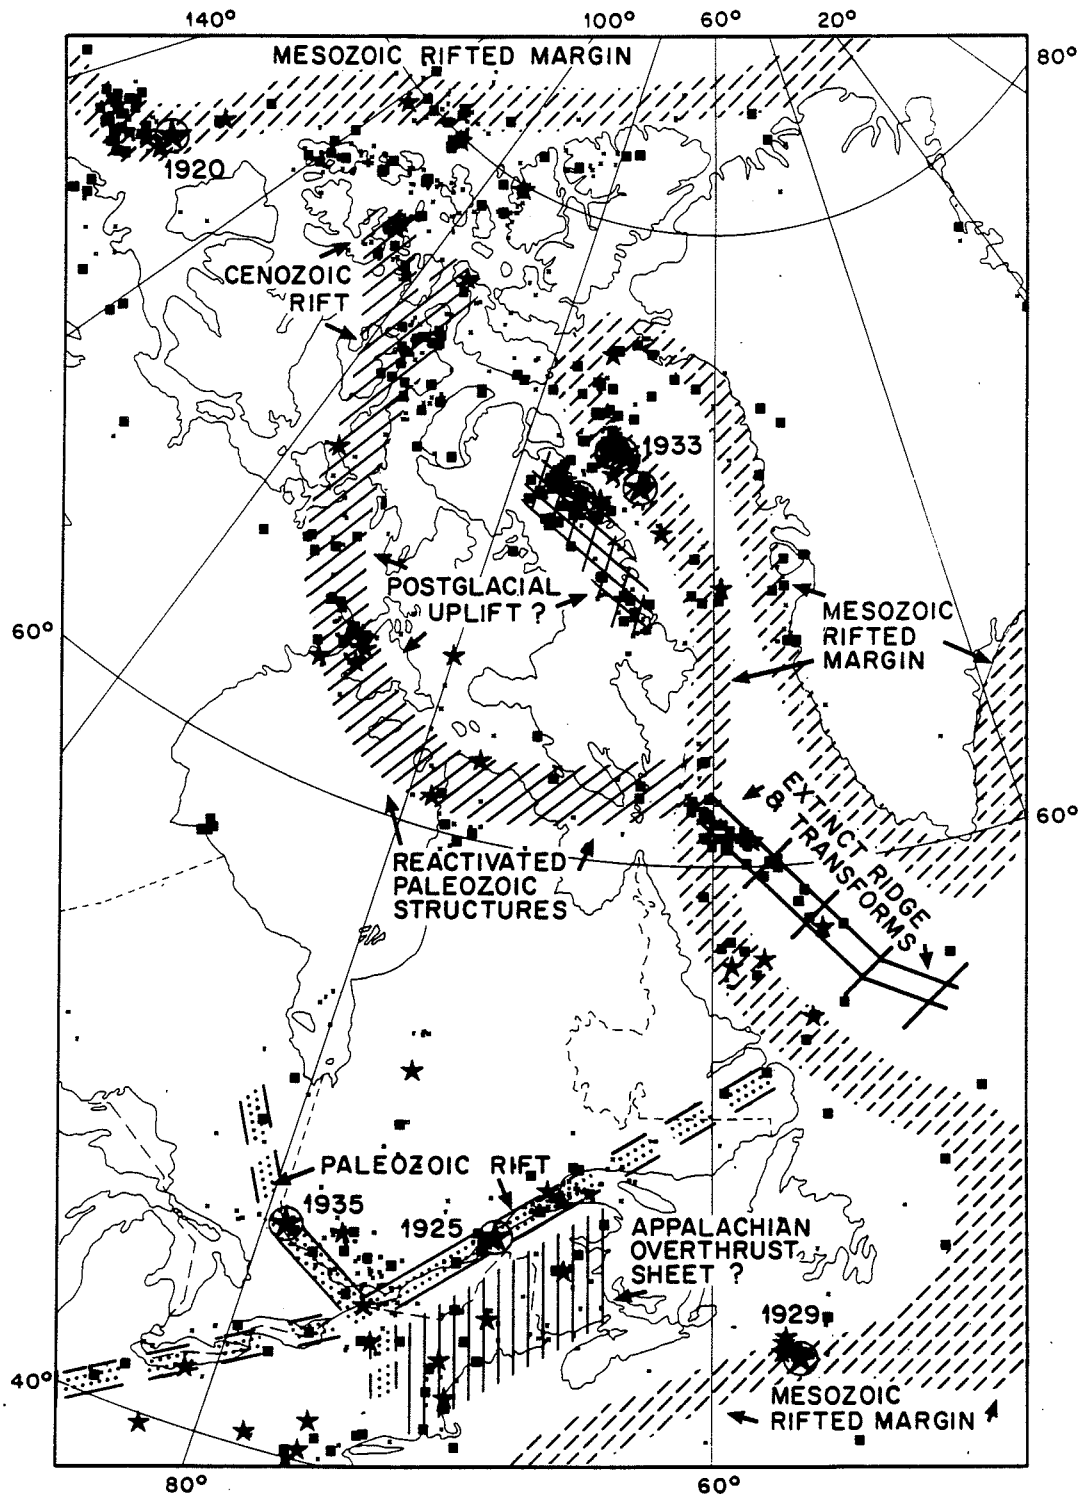 140°
100°
60°
20°
80°
MESOZOIC RIFTED MARGIN
1920
CENOZOIC
RIFT
1933
POSTGLACIAL
UPLIFT ?
MESOZOIC
RIFTED
MARGIN
60°
EXTINCT RIDGE
& TRANSFORMS
60°
REACTIVATED
PALEOZOIC
STRUCTURES
PALEOZOIC RIFT
1935
1925
APPALACHIAN
OVERTHRUST
SHEET ?
1929
40°
MESOZOIC
RIFTED MARGIN
80°
60°